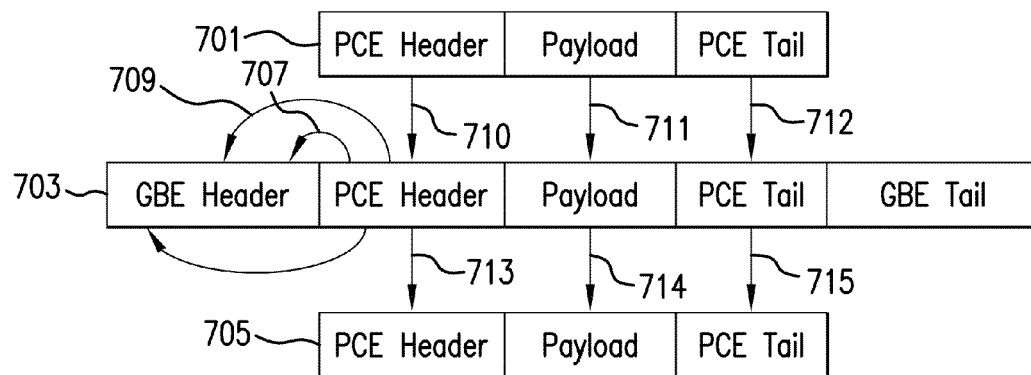 701 PCE Header Payload PCE Tail
709 707 710 711 712
703 GBE Header PCE Header Payload PCE Tail GBE Tail
713 714 715
705 PCE Header Payload PCE Tail